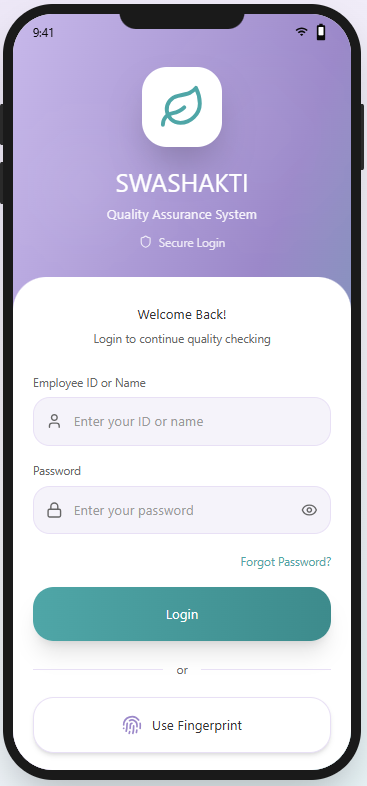 9:41
SWASHAKTI
Quality Assurance System
Secure Login
Welcome Back!
Login to continue quality checking
Employee ID or Name
Enter your ID or name
Password
Enter your password
Forgot Password?
Login
or
Use Fingerprint